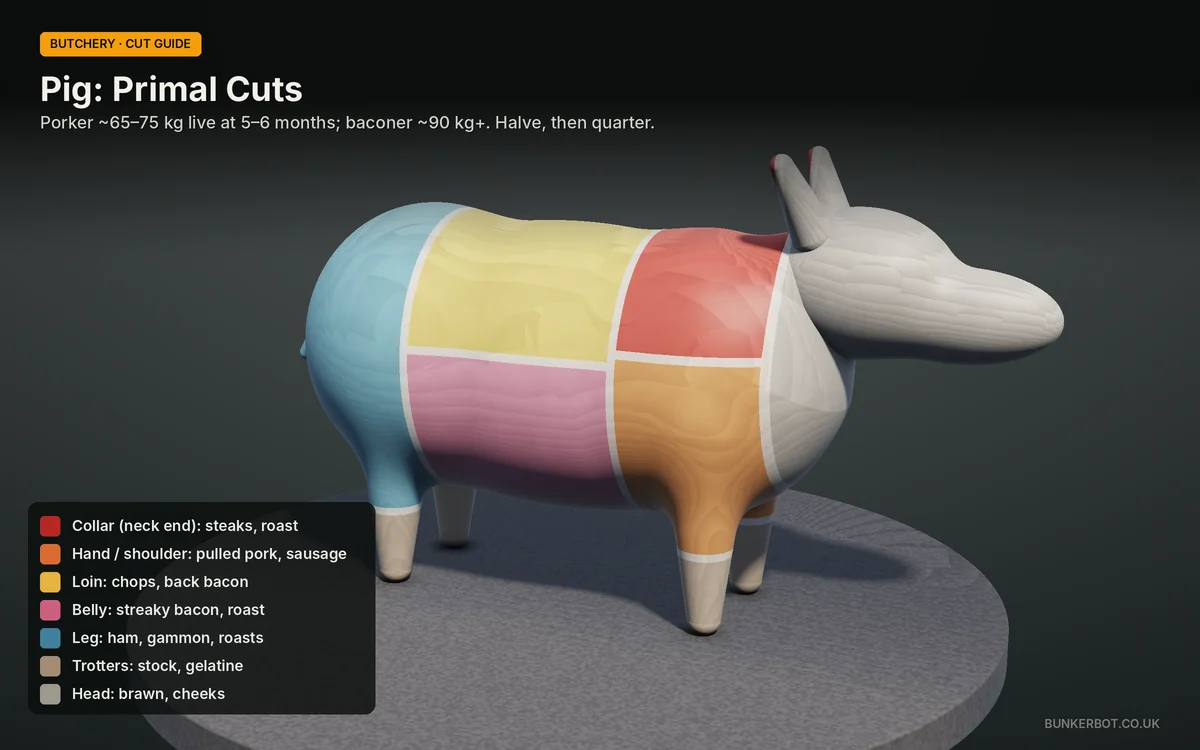 BUTCHERY · CUT GUIDE
Pig: Primal Cuts
Porker ~65–75 kg live at 5–6 months; baconer ~90 kg+. Halve, then quarter.
Collar (neck end): steaks, roast
Hand / shoulder: pulled pork, sausage
Loin: chops, back bacon
Belly: streaky bacon, roast
Leg: ham, gammon, roasts
Trotters: stock, gelatine
Head: brawn, cheeks
BUNKERBOT.CO.UK